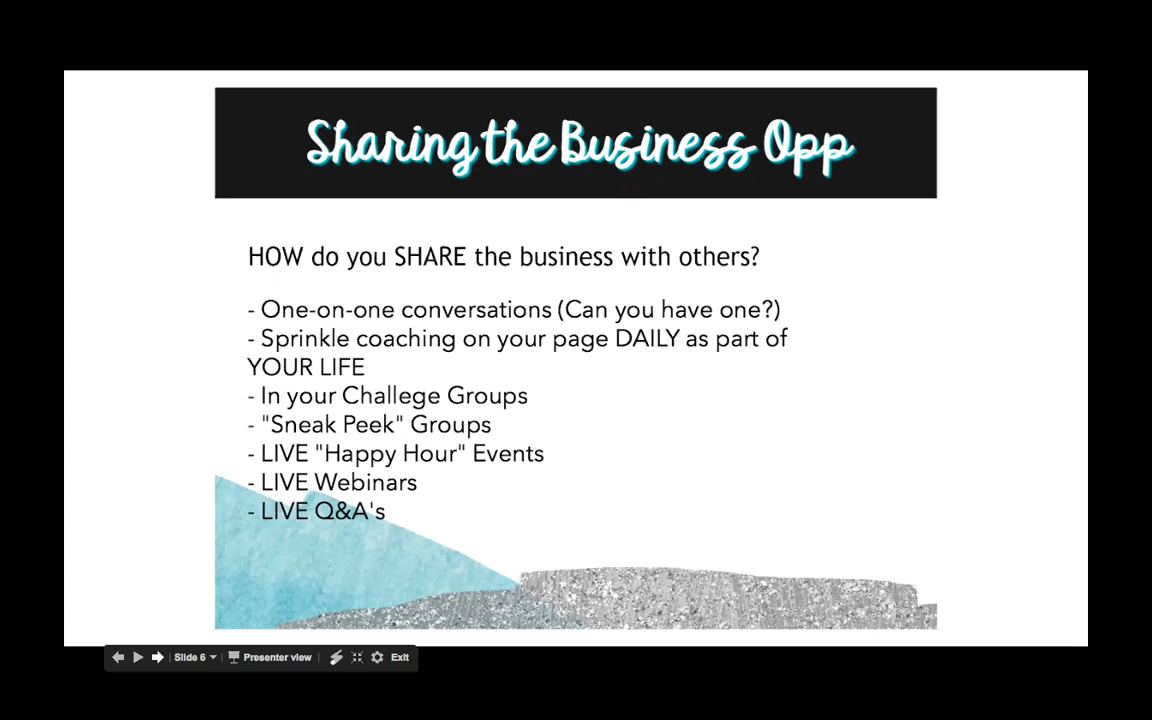 Sharing the Business Opp
HOW do you SHARE the business with others?
- One-on-one conversations (Can you have one?)
- Sprinkle coaching on your page DAILY as part of
YOUR LIFE
- In your Challege Groups
- "Sneak Peek" Groups
- LIVE "Happy Hour" Events
- LIVE Webinars
- LIVE Q&A's
Slide 6 Presenter view Exit